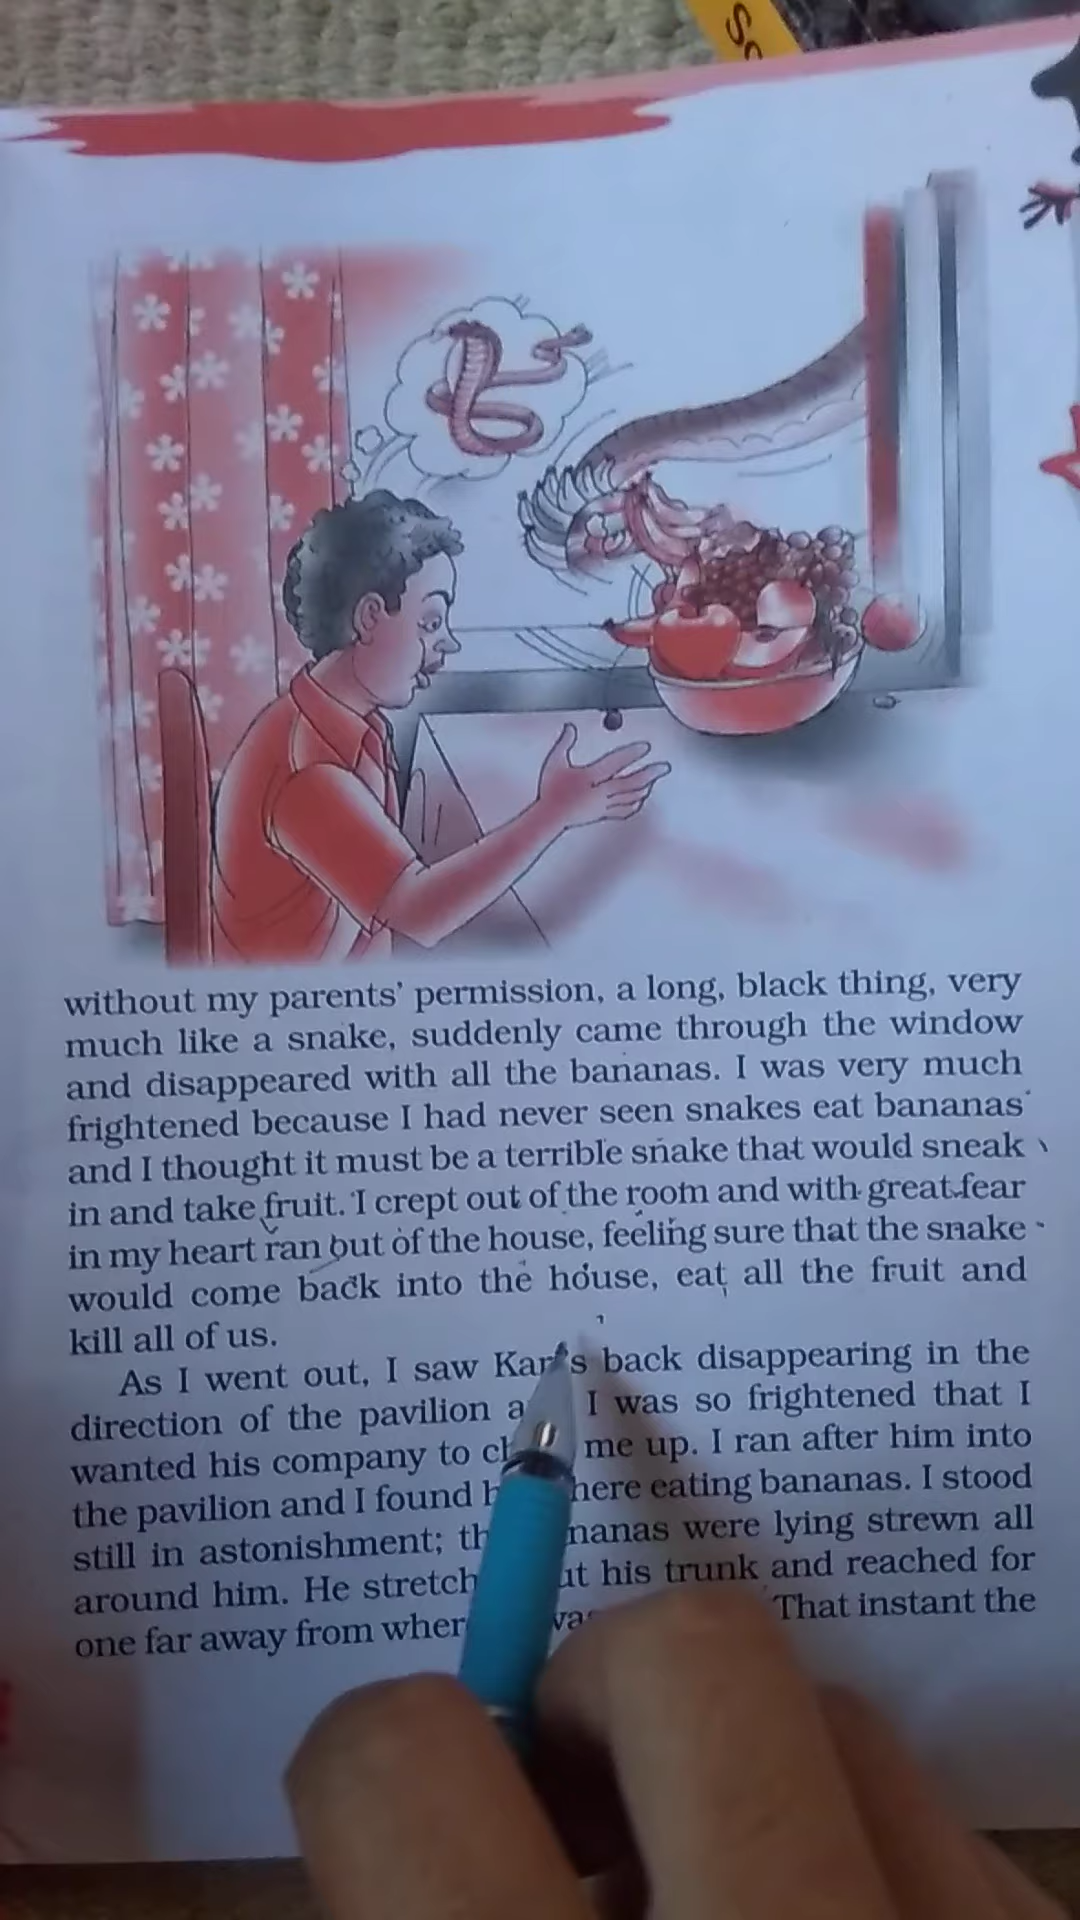 SC
without my parents' permission, a long, black thing, very
much like a snake, suddenly came through the window
and disappeared with all the bananas. I was very much
frightened because I had never seen snakes eat bananas
and I thought it must be a terrible snake that would sneak
in and take fruit. I crept out of the room and with great fear
in my heart ran out of the house, feeling sure that the snake
would come back into the house, eat all the fruit and
kill all of us.
As I went out, I saw Kari's back disappearing in the
direction of the pavilion I was so frightened that I
wanted his company to me up. I ran after him into
the pavilion and I found eating bananas. I stood
still in astonishment; were lying strewn all
around him. He his trunk and reached for
one far away from That instant the